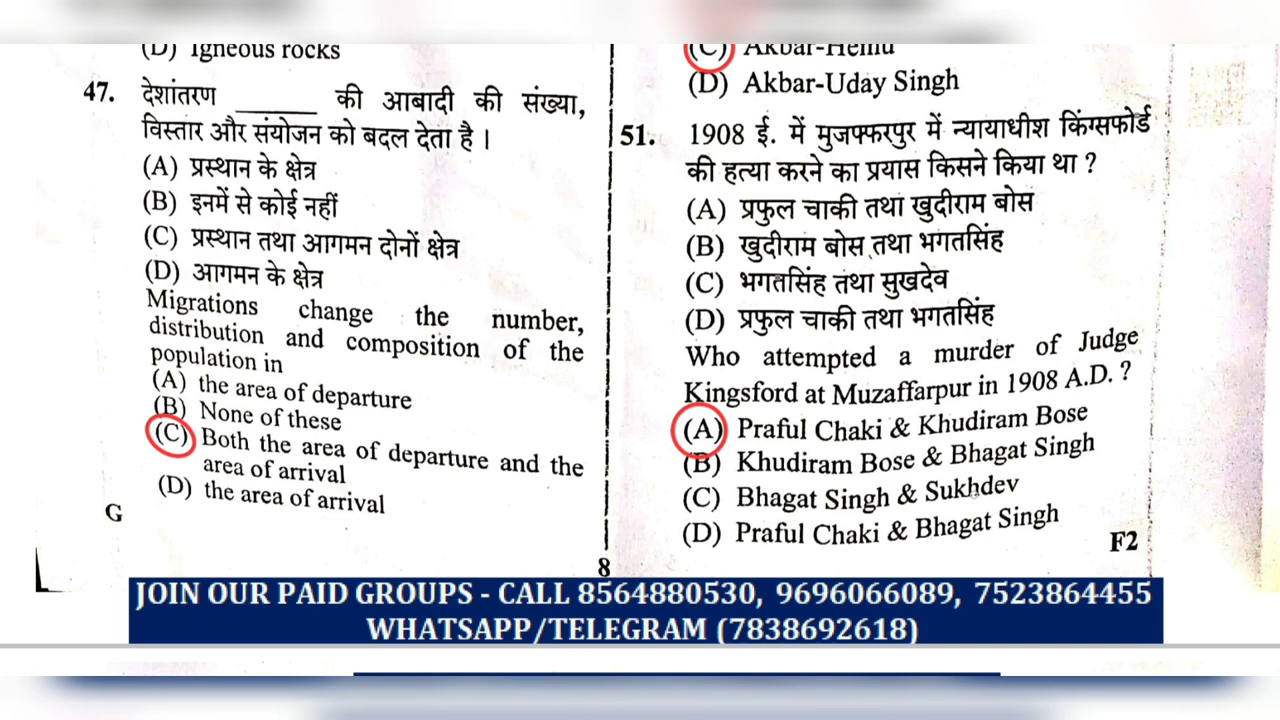 (D) Igneous rocks
47. देशांतरण ______ की आबादी की संख्या,
विस्तार और संयोजन को बदल देता है ।
(A) प्रस्थान के क्षेत्र
(B) इनमें से कोई नहीं
(C) प्रस्थान तथा आगमन दोनों क्षेत्र
(D) आगमन के क्षेत्र
Migrations change the number,
distribution and composition of the
population in
(A) the area of departure
(B) None of these
(C) Both the area of departure and the
area of arrival
(D) the area of arrival
G
(C) Akbar-Hemu
(D) Akbar-Uday Singh
51. 1908 ई. में मुजफ्फरपुर में न्यायाधीश किंग्सफोर्ड
की हत्या करने का प्रयास किसने किया था ?
(A) प्रफुल चाकी तथा खुदीराम बोस
(B) खुदीराम बोस तथा भगतसिंह
(C) भगतसिंह तथा सुखदेव
(D) प्रफुल चाकी तथा भगतसिंह
Who attempted a murder of Judge
Kingsford at Muzaffarpur in 1908 A.D. ?
(A) Praful Chaki & Khudiram Bose
(B) Khudiram Bose & Bhagat Singh
(C) Bhagat Singh & Sukhdev
(D) Praful Chaki & Bhagat Singh
F2
8
JOIN OUR PAID GROUPS - CALL 8564880530, 9696066089, 7523864455
WHATSAPP/TELEGRAM (7838692618)